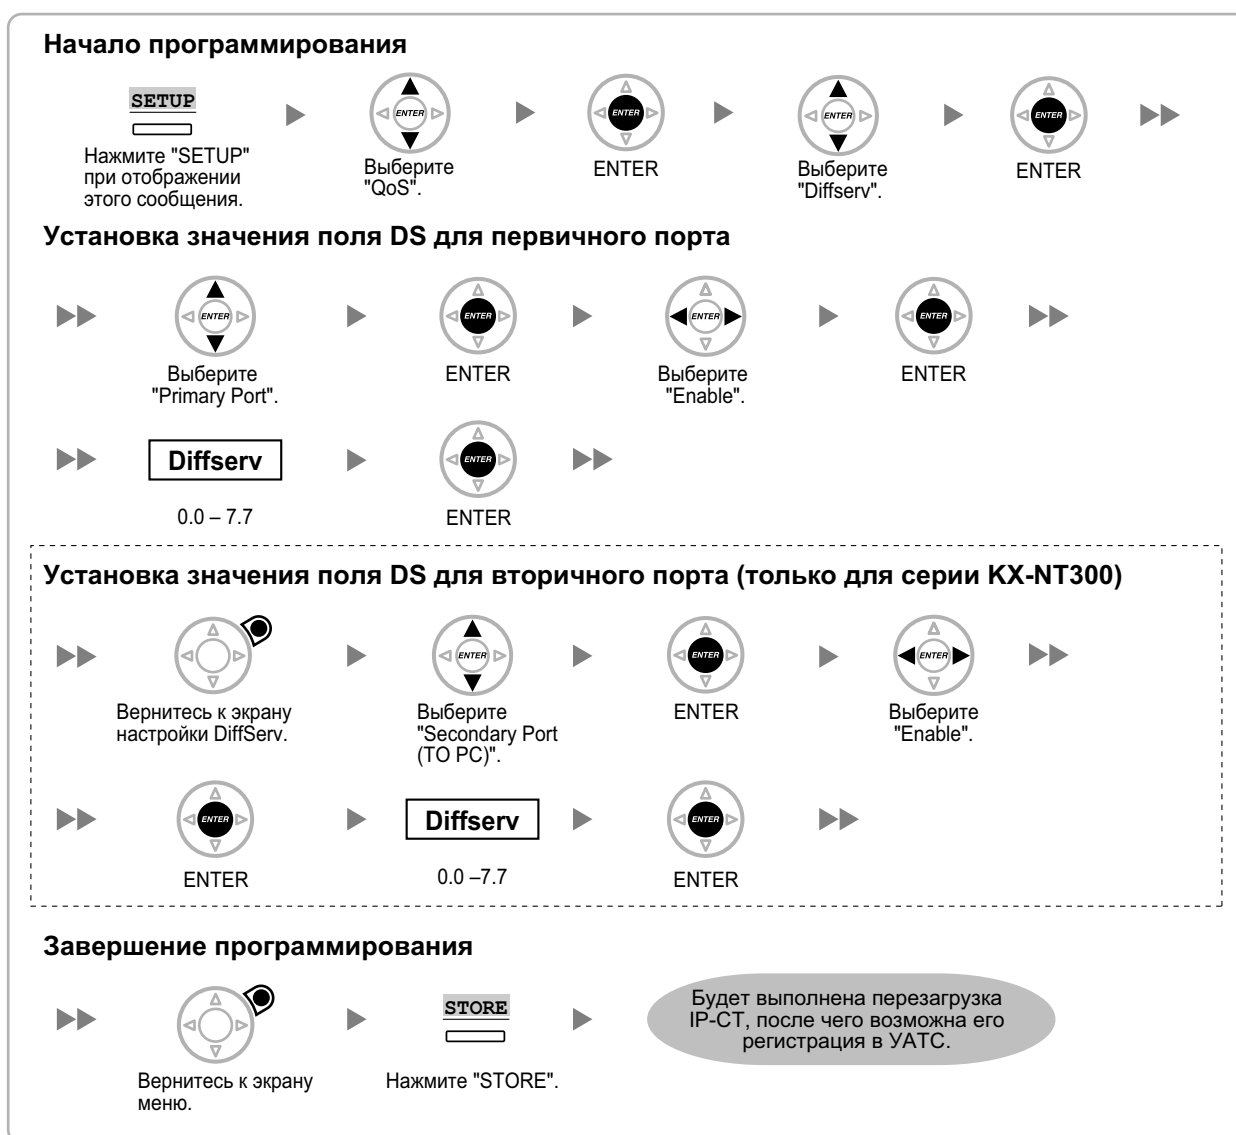 Начало программирования
SETUP
ENTER
ENTER
ENTER
ENTER
Нажмите "SETUP"
при отображении
этого сообщения.
Выберите
"QoS".
ENTER
Выберите
"Diffserv".
ENTER
Установка значения поля DS для первичного порта
ENTER
ENTER
ENTER
ENTER
Выберите
"Primary Port".
ENTER
Выберите
"Enable".
ENTER
Diffserv
ENTER
0.0 – 7.7
ENTER
Установка значения поля DS для вторичного порта (только для серии KX-NT300)
ENTER
ENTER
ENTER
Вернитесь к экрану
настройки DiffServ.
Выберите
"Secondary Port
(TO PC)".
ENTER
Выберите
"Enable".
ENTER
Diffserv
ENTER
ENTER
0.0 –7.7
ENTER
Завершение программирования
STORE
Вернитесь к экрану
меню.
Нажмите "STORE".
Будет выполнена перезагрузка
IP-СТ, после чего возможна его
регистрация в УАТС.